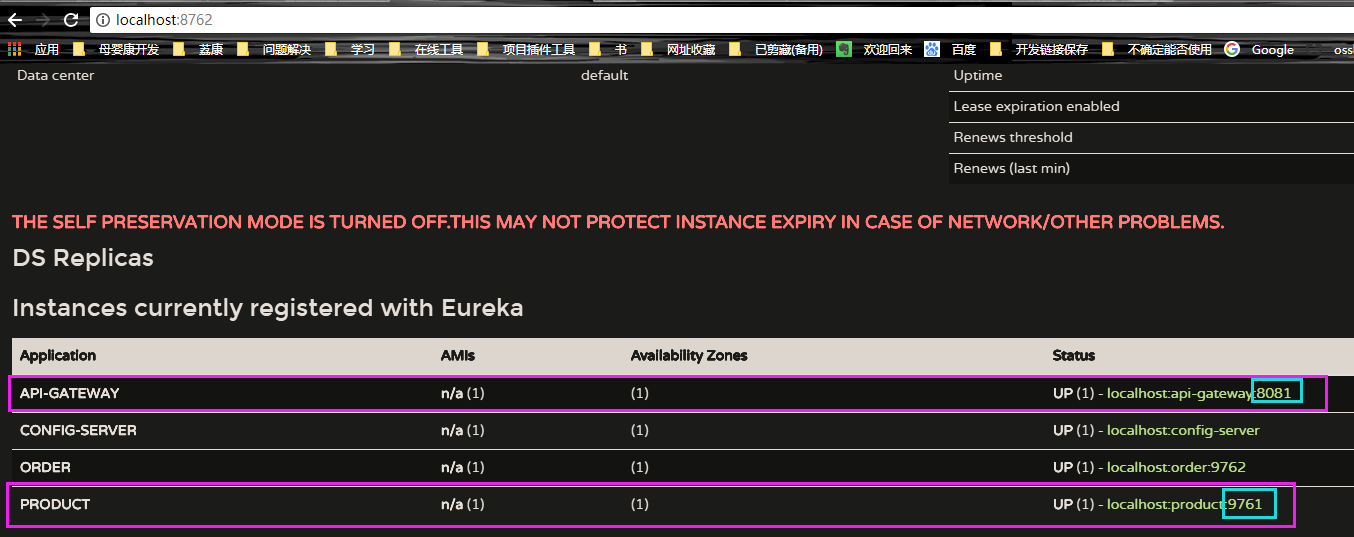 localhost:8762
应用 母婴康开发 荔康 问题解决 学习 在线工具 项目插件工具 书 网址收藏 已剪藏(备用) 欢迎回来 百度 开发链接保存 不确定能否使用 Google oss
Data center default Uptime
Lease expiration enabled
Renews threshold
Renews (last min)
THE SELF PRESERVATION MODE IS TURNED OFF.THIS MAY NOT PROTECT INSTANCE EXPIRY IN CASE OF NETWORK/OTHER PROBLEMS.
DS Replicas
Instances currently registered with Eureka
Application AMIs Availability Zones Status
API-GATEWAY n/a (1) (1) UP (1) - localhost:api-gateway:8081
CONFIG-SERVER n/a (1) (1) UP (1) - localhost:config-server
ORDER n/a (1) (1) UP (1) - localhost:order:9762
PRODUCT n/a (1) (1) UP (1) - localhost:product:9761